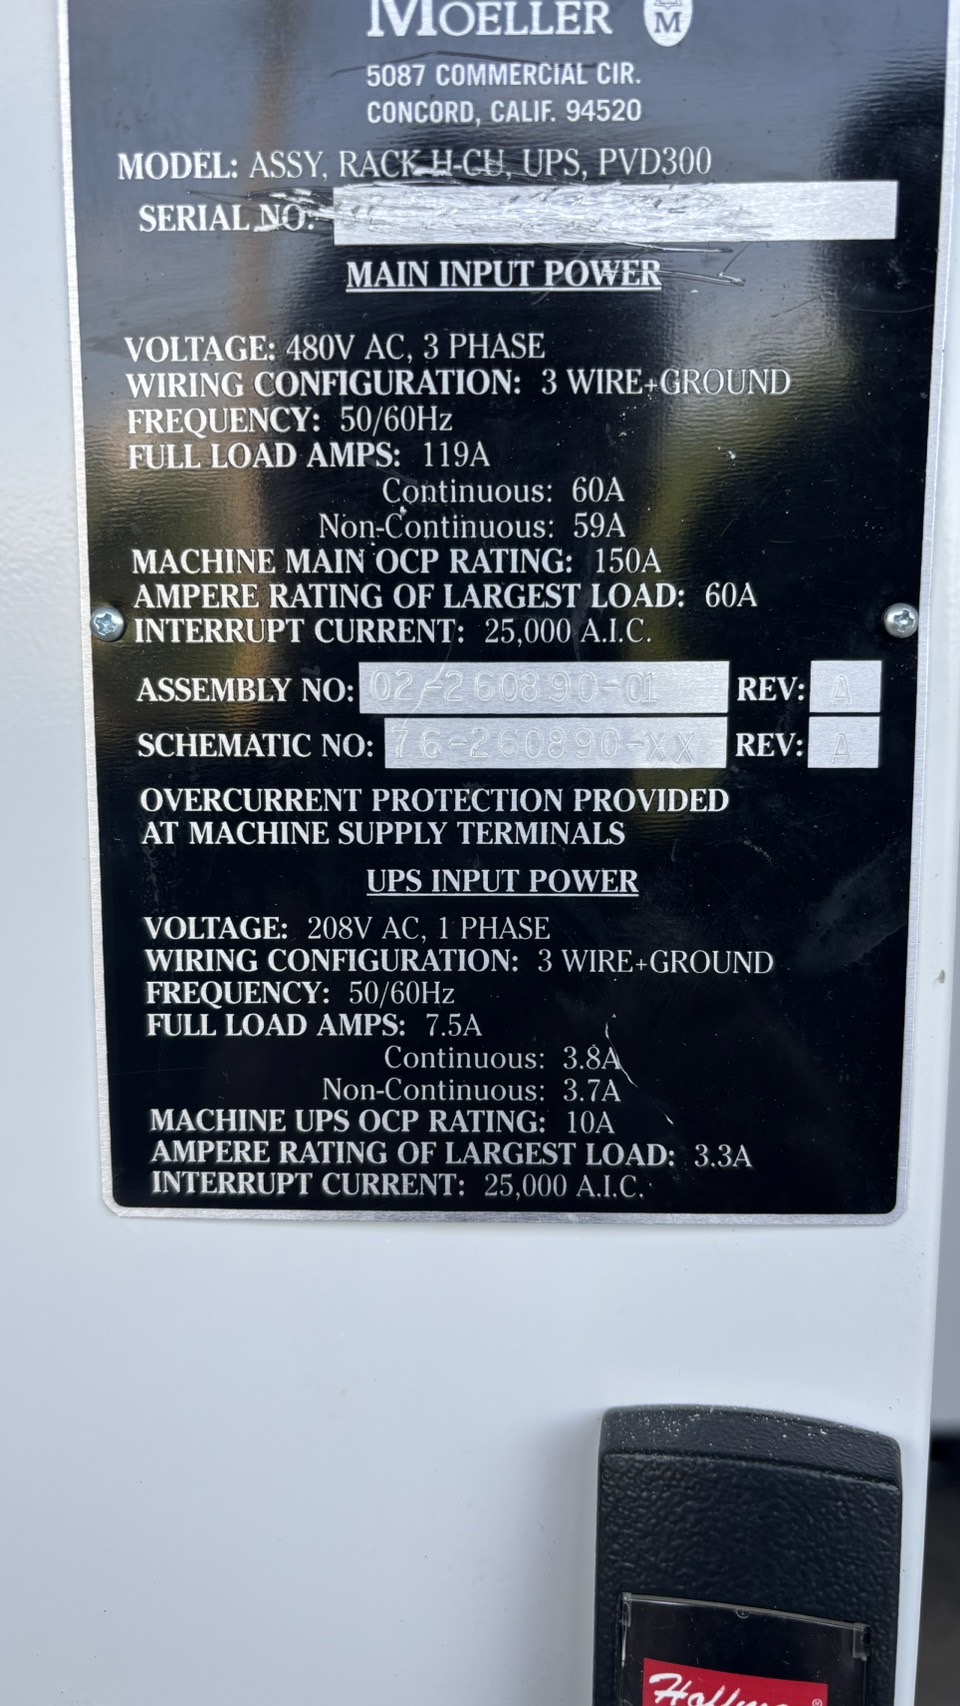 MOELLER M
5087 COMMERCIAL CIR.
CONCORD, CALIF. 94520
MODEL: ASSY, RACK H-CU, UPS, PVD300
SERIAL NO:
MAIN INPUT POWER
VOLTAGE: 480V AC, 3 PHASE
WIRING CONFIGURATION: 3 WIRE+GROUND
FREQUENCY: 50/60Hz
FULL LOAD AMPS: 119A
Continuous: 60A
Non-Continuous: 59A
MACHINE MAIN OCP RATING: 150A
AMPERE RATING OF LARGEST LOAD: 60A
INTERRUPT CURRENT: 25,000 A.I.C.
ASSEMBLY NO: 02-260890-01 REV: A
SCHEMATIC NO: 76-260890-XX REV: A
OVERCURRENT PROTECTION PROVIDED
AT MACHINE SUPPLY TERMINALS
UPS INPUT POWER
VOLTAGE: 208V AC, 1 PHASE
WIRING CONFIGURATION: 3 WIRE+GROUND
FREQUENCY: 50/60Hz
FULL LOAD AMPS: 7.5A
Continuous: 3.8A
Non-Continuous: 3.7A
MACHINE UPS OCP RATING: 10A
AMPERE RATING OF LARGEST LOAD: 3.3A
INTERRUPT CURRENT: 25,000 A.I.C.